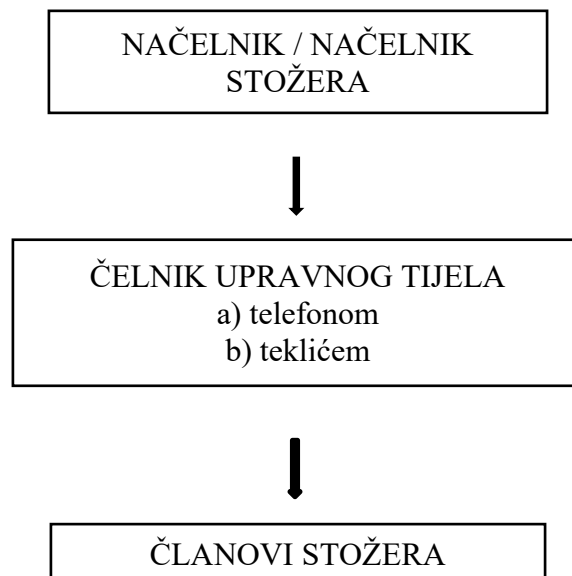 NAČELNIK / NAČELNIK
STOŽERA
ČELNIK UPRAVNOG TIJELA
a) telefonom
b) teklićem
ČLANOVI STOŽERA